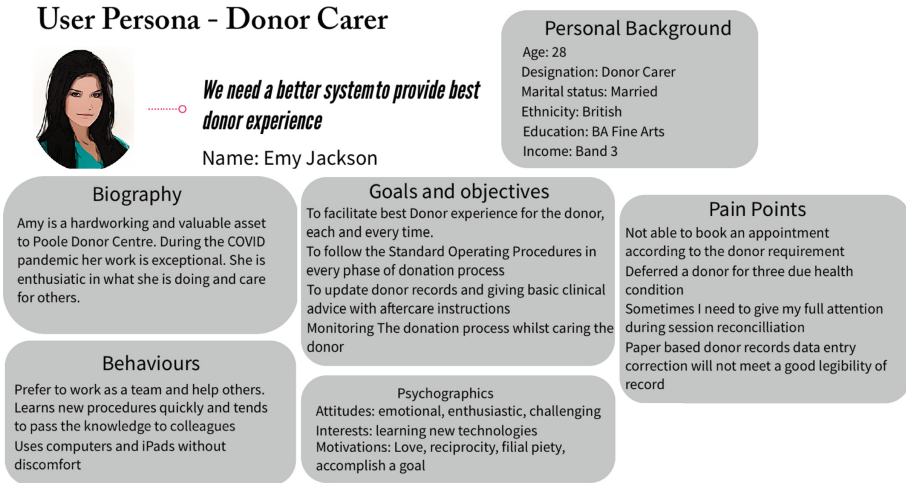 User Persona - Donor Carer
We need a better system to provide best
donor experience
Name: Emy Jackson
Personal Background
Age: 28
Designation: Donor Carer
Marital status: Married
Ethnicity: British
Education: BA Fine Arts
Income: Band 3
Biography
Amy is a hardworking and valuable asset
to Poole Donor Centre. During the COVID
pandemic her work is exceptional. She is
enthusiatic in what she is doing and care
for others.
Goals and objectives
To facilitate best Donor experience for the donor,
each and every time.
To follow the Standard Operating Procedures in
every phase of donation process
To update donor records and giving basic clinical
advice with aftercare instructions
Monitoring The donation process whilst caring the
donor
Pain Points
Not able to book an appointment
according to the donor requirement
Deferred a donor for three due health
condition
Sometimes I need to give my full attention
during session reconcilliation
Paper based donor records data entry
correction will not meet a good legibility of
record
Behaviours
Prefer to work as a team and help others.
Learns new procedures quickly and tends
to pass the knowledge to colleagues
Uses computers and iPads without
discomfort
Psychographics
Attitudes: emotional, enthusiastic, challenging
Interests: learning new technologies
Motivations: Love, reciprocity, filial piety,
accomplish a goal